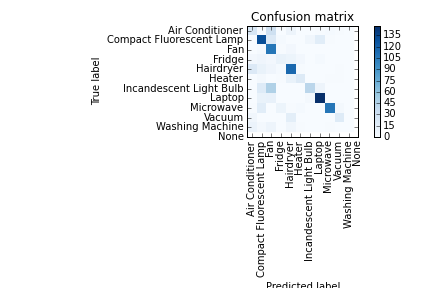 Confusion matrix
True label
Air Conditioner
Compact Fluorescent Lamp
Fan
Fridge
Hairdryer
Heater
Incandescent Light Bulb
Laptop
Microwave
Vacuum
Washing Machine
None
135
120
105
90
75
60
45
30
15
0
Air Conditioner
Compact Fluorescent Lamp
Fan
Fridge
Hairdryer
Heater
Incandescent Light Bulb
Laptop
Microwave
Vacuum
Washing Machine
None
Predicted label